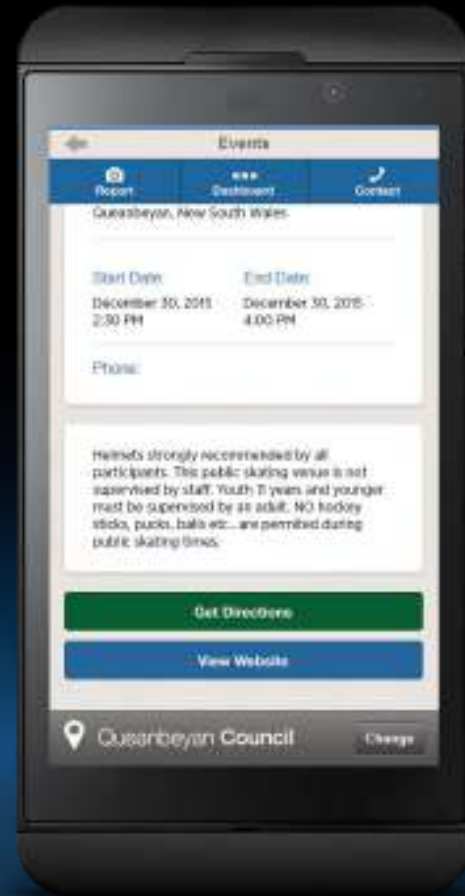 Events
Report Dashboard Contact
Queanbeyan, New South Wales
Start Date: End Date:
December 30, 2015 December 30, 2015
2:30 PM 4:00 PM
Phone:
Helmets strongly recommended by all
participants. This public skating venue is not
supervised by staff. Youth 11 years and younger
must be supervised by an adult. NO hockey
sticks, pucks, balls etc... are permitted during
public skating times.
Get Directions
View Website
Queanbeyan Council Change